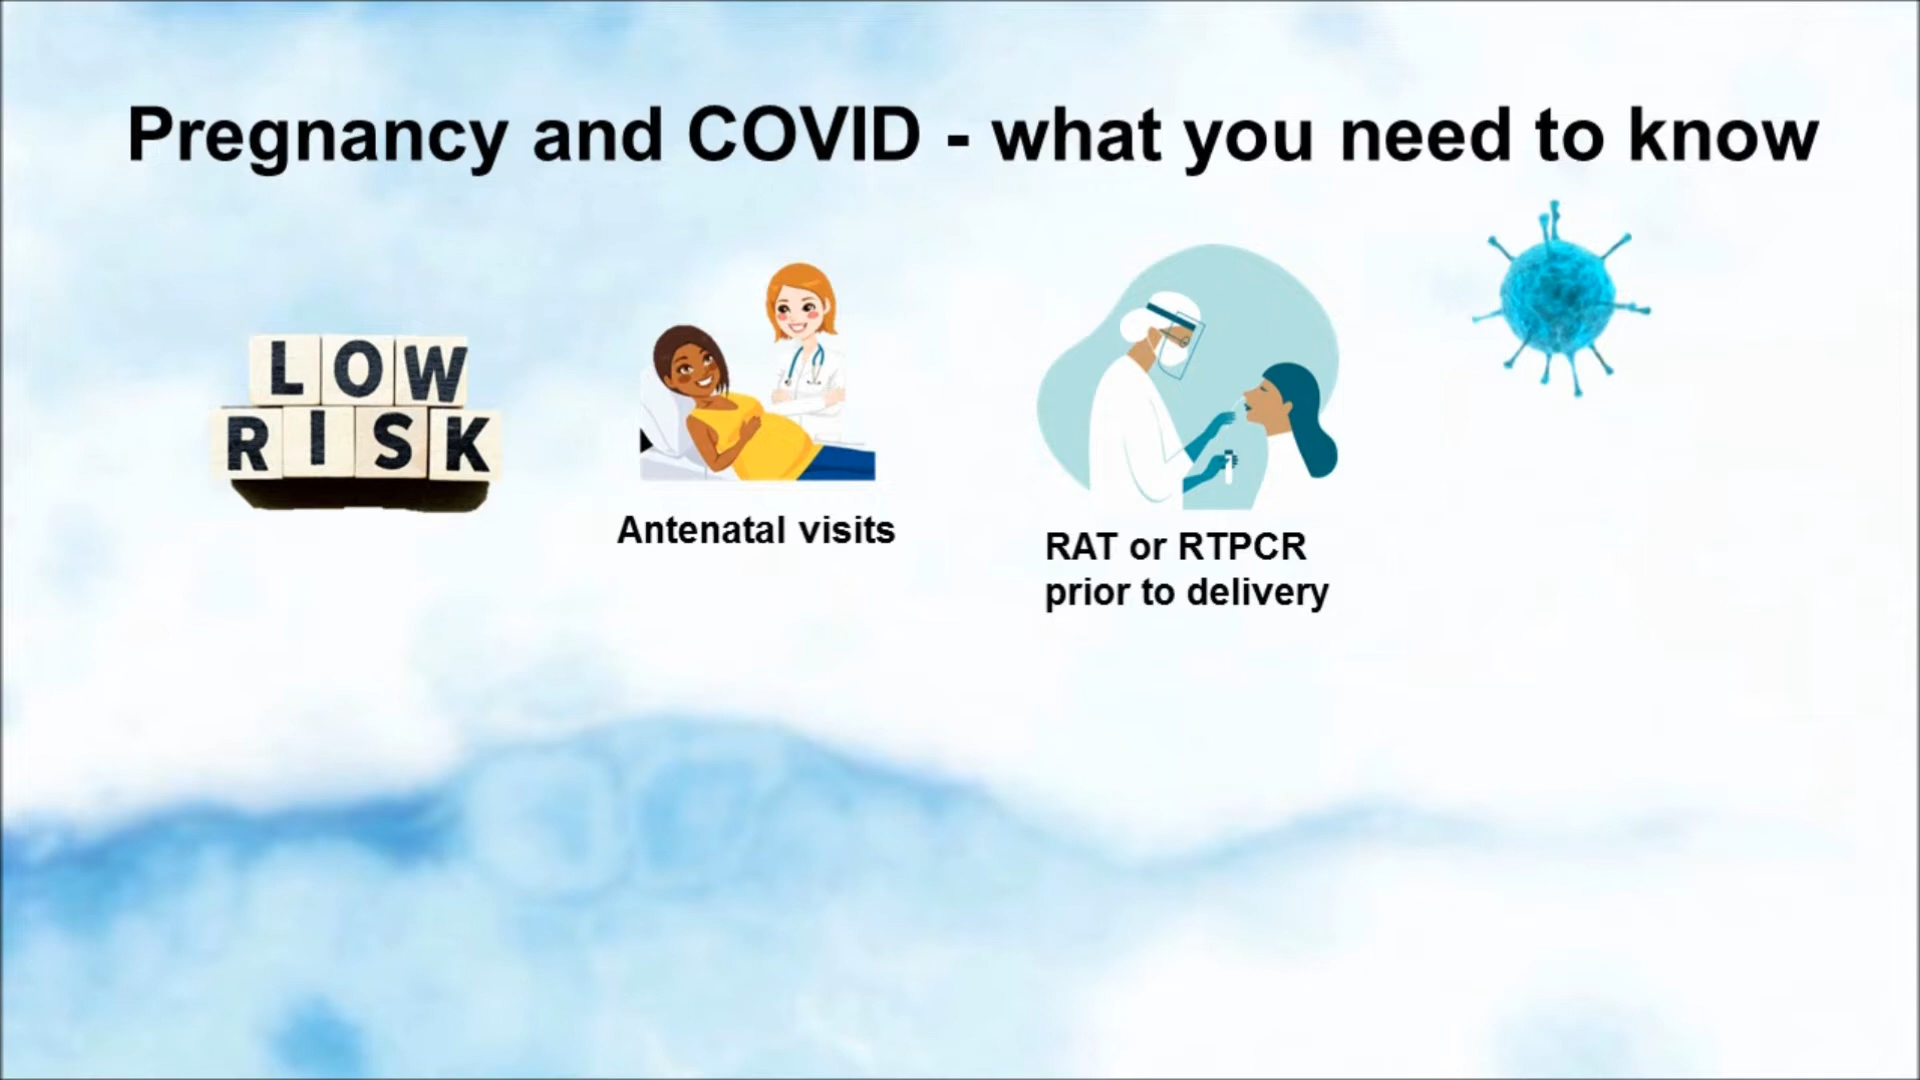 Pregnancy and COVID - what you need to know
LOW
RISK
Antenatal visits
RAT or RTPCR
prior to delivery